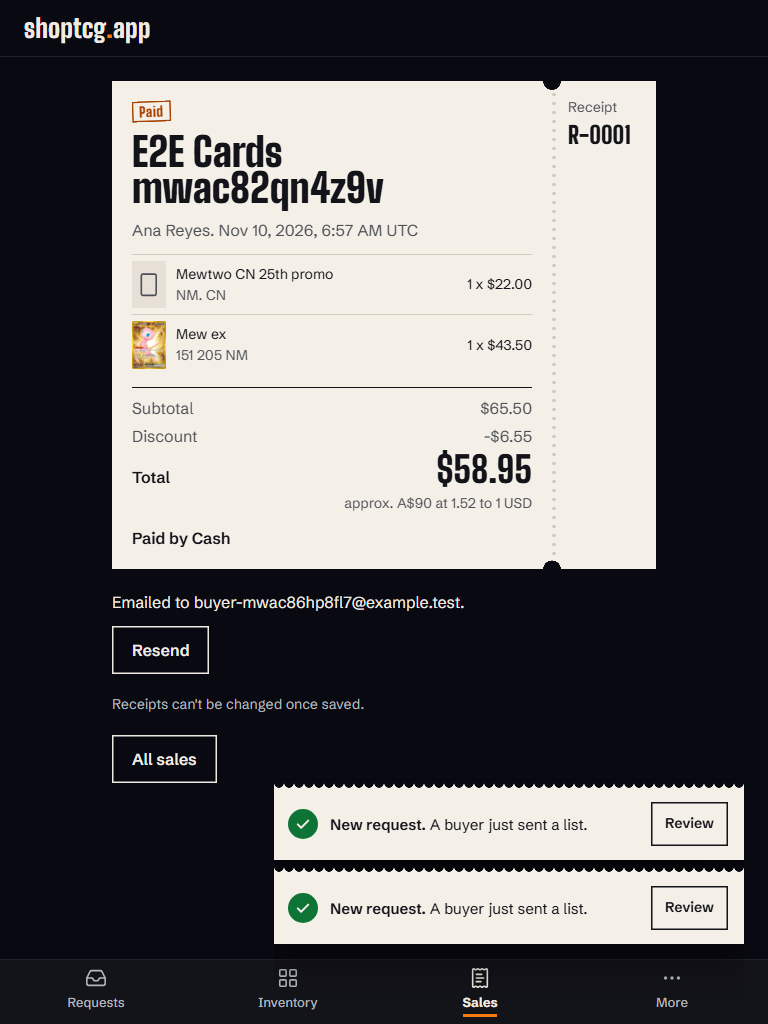 shoptcg.app
Paid
E2E Cards
mwac82qn4z9v
Ana Reyes. Nov 10, 2026, 6:57 AM UTC
Receipt
R-0001
Mewtwo CN 25th promo
NM. CN
1 x $22.00
Mew ex
151 205 NM
1 x $43.50
Subtotal $65.50
Discount -$6.55
Total $58.95
approx. A$90 at 1.52 to 1 USD
Paid by Cash
Emailed to buyer-mwac86hp8fl7@example.test.
Resend
Receipts can't be changed once saved.
All sales
New request. A buyer just sent a list. Review
New request. A buyer just sent a list. Review
Requests Inventory Sales More